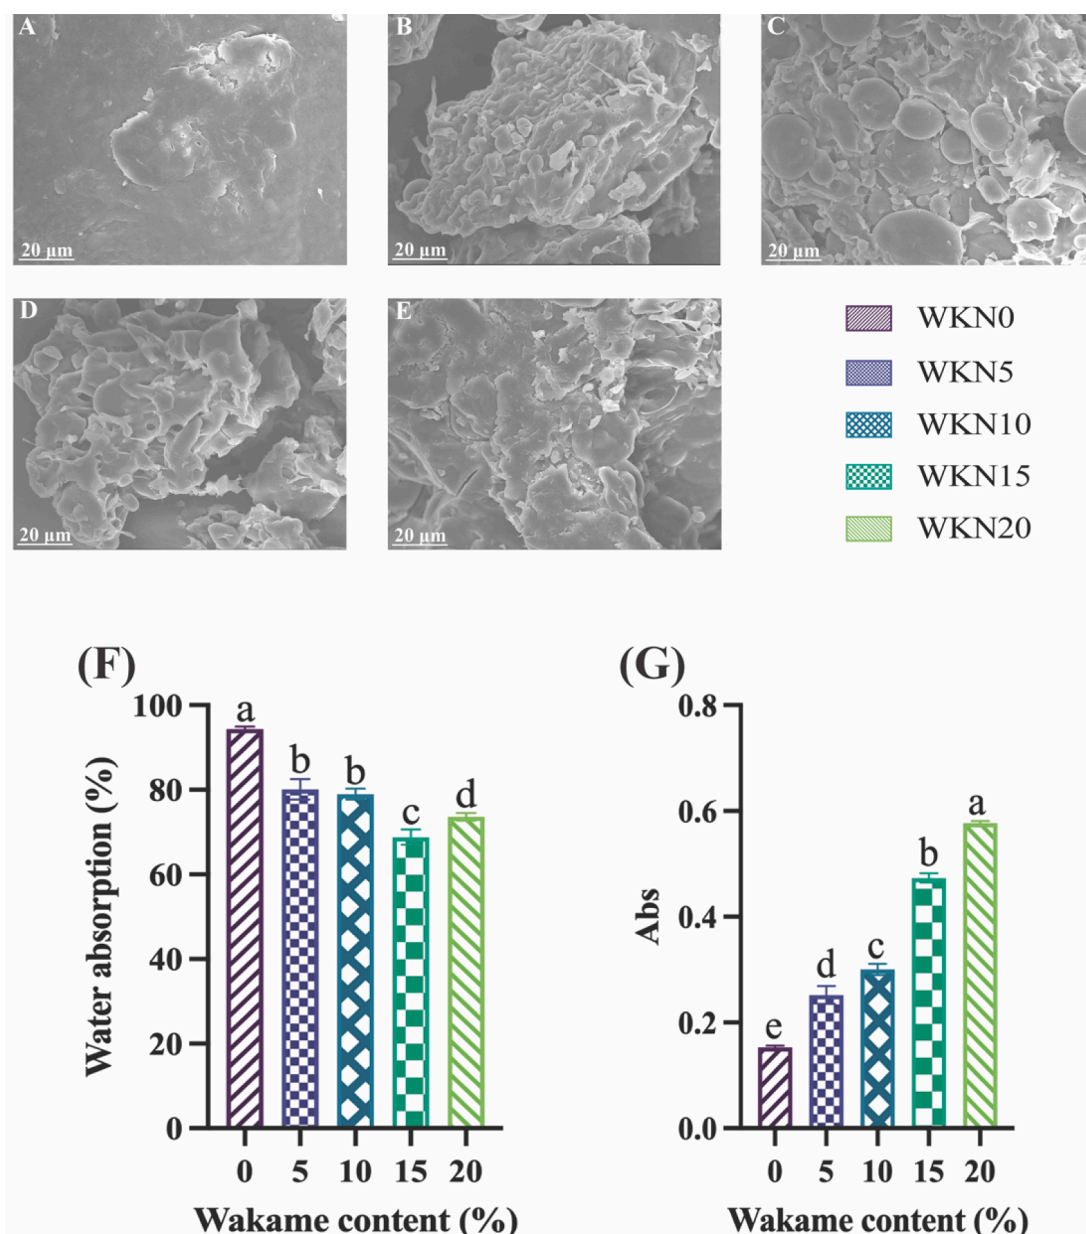 A
B
C
20 μm
20 μm
20 μm
D
E
20 μm
20 μm
WKN0
WKN5
WKN10
WKN15
WKN20
(F)
100
80
60
40
20
0
Water absorption (%)
a
b
b
c
d
0 5 10 15 20
Wakame content (%)
(G)
0.8
0.6
0.4
0.2
0.0
Abs
e
d
c
b
a
0 5 10 15 20
Wakame content (%)